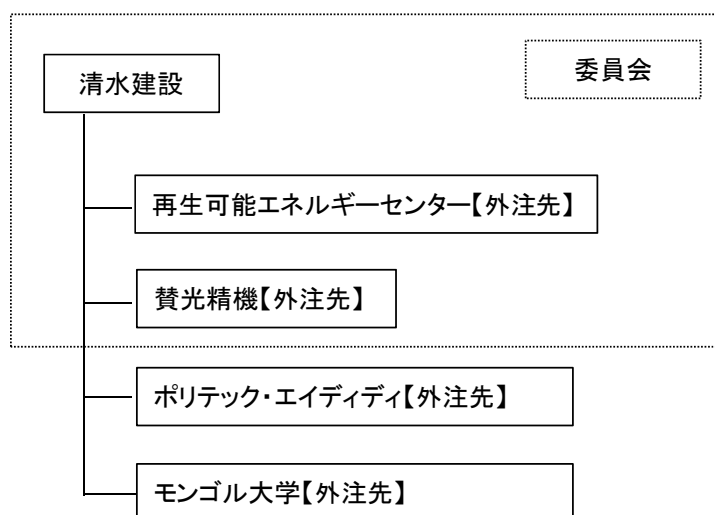 清水建設
委員会
再生可能エネルギーセンター【外注先】
賛光精機【外注先】
ポリテック・エイディディ【外注先】
モンゴル大学【外注先】